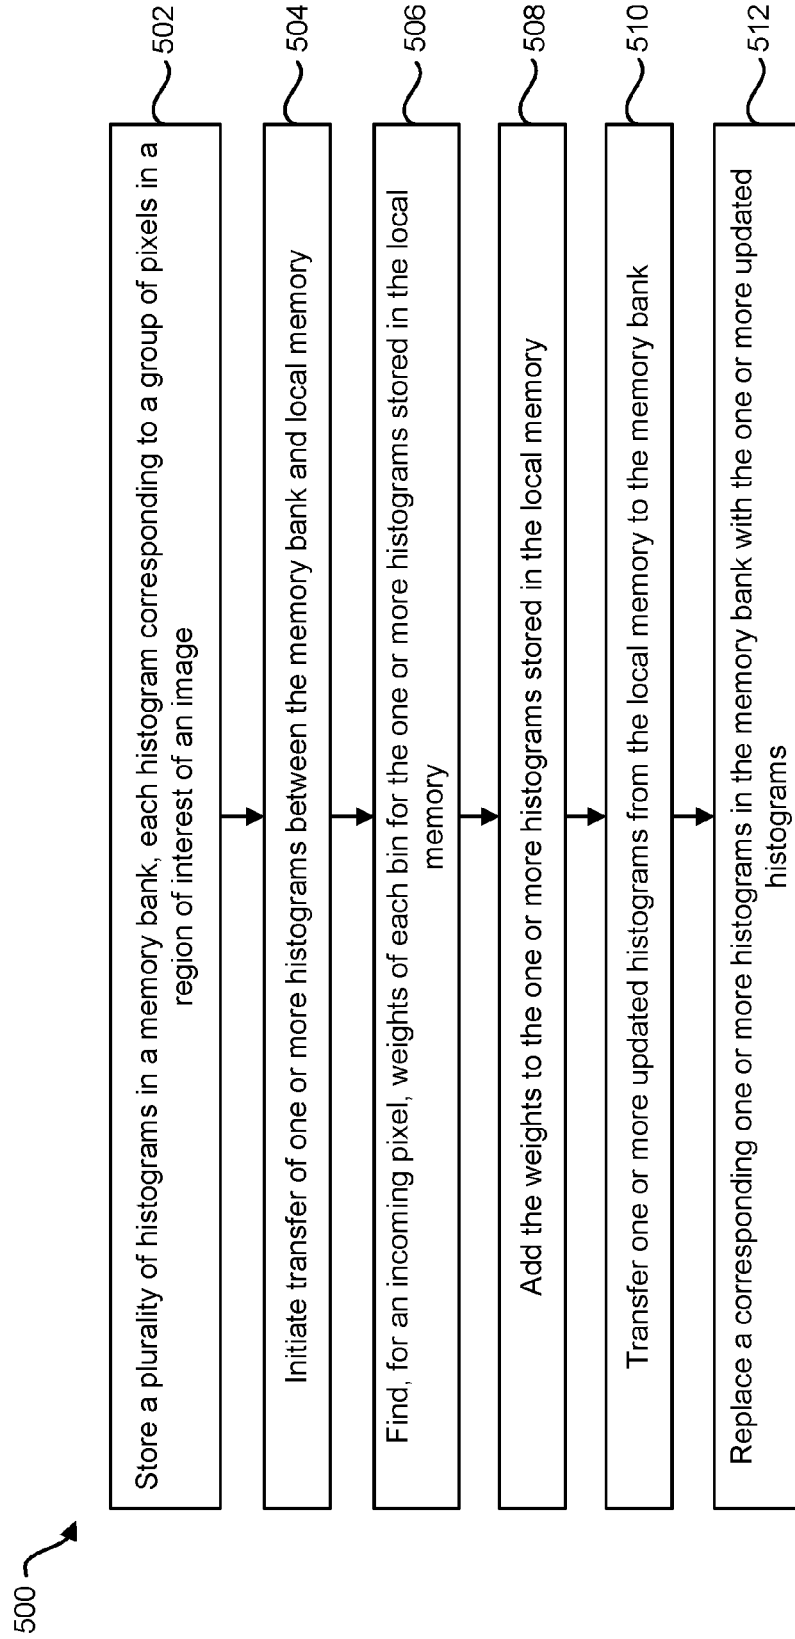 500
Store a plurality of histograms in a memory bank, each histogram corresponding to a group of pixels in a
region of interest of an image
502
Initiate transfer of one or more histograms between the memory bank and local memory
504
Find, for an incoming pixel, weights of each bin for the one or more histograms stored in the local
memory
506
Add the weights to the one or more histograms stored in the local memory
508
Transfer one or more updated histograms from the local memory to the memory bank
510
Replace a corresponding one or more histograms in the memory bank with the one or more updated
histograms
512